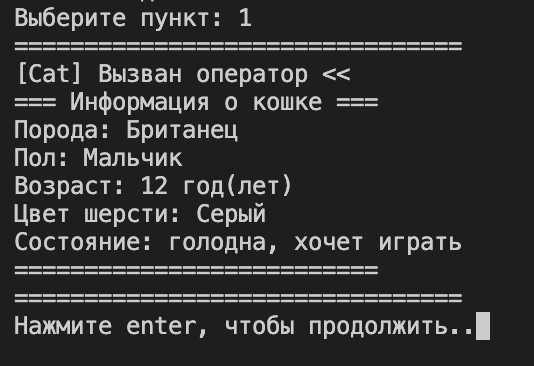 Выберите пункт: 1
================================
[Cat] Вызван оператор <<
=== Информация о кошке ===
Порода: Британец
Пол: Мальчик
Возраст: 12 год(лет)
Цвет шерсти: Серый
Состояние: голодна, хочет играть
==========================
================================
Нажмите enter, чтобы продолжить..